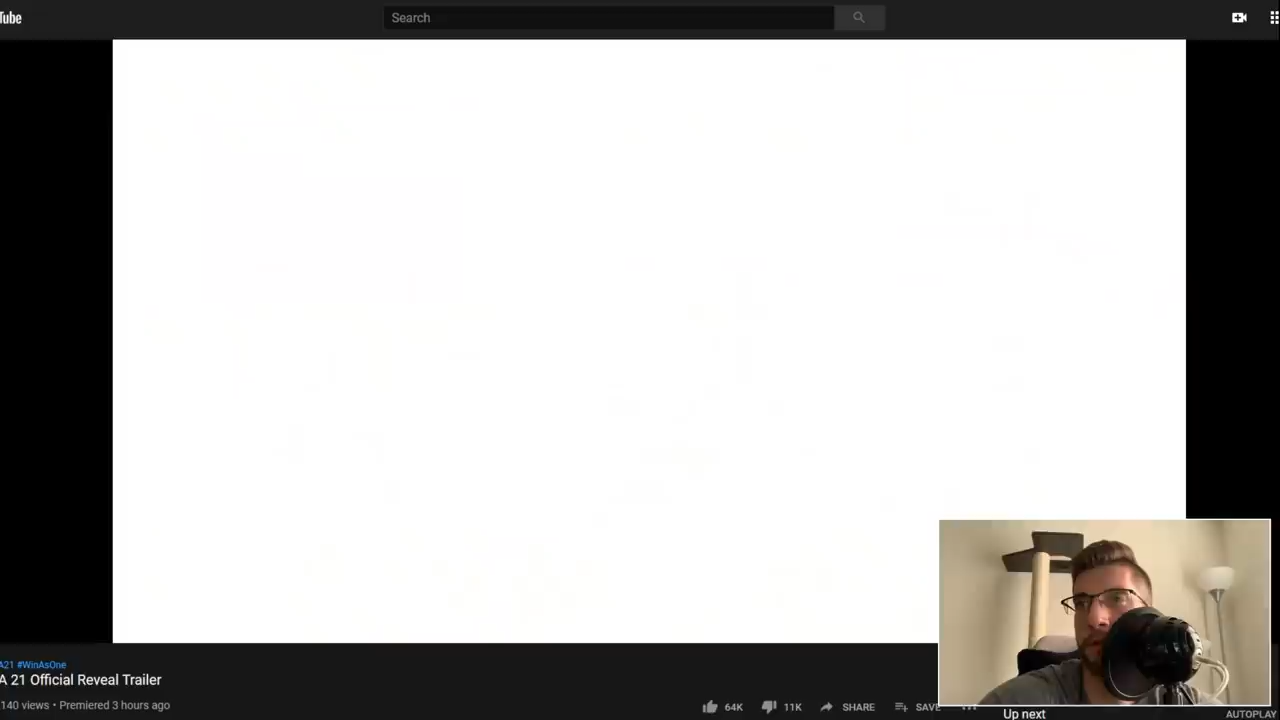 Tube
Search
A21 #WinAsOne
A 21 Official Reveal Trailer
140 views • Premiered 3 hours ago
64K
11K
SHARE
SAVE
Up next
AUTOPLAY